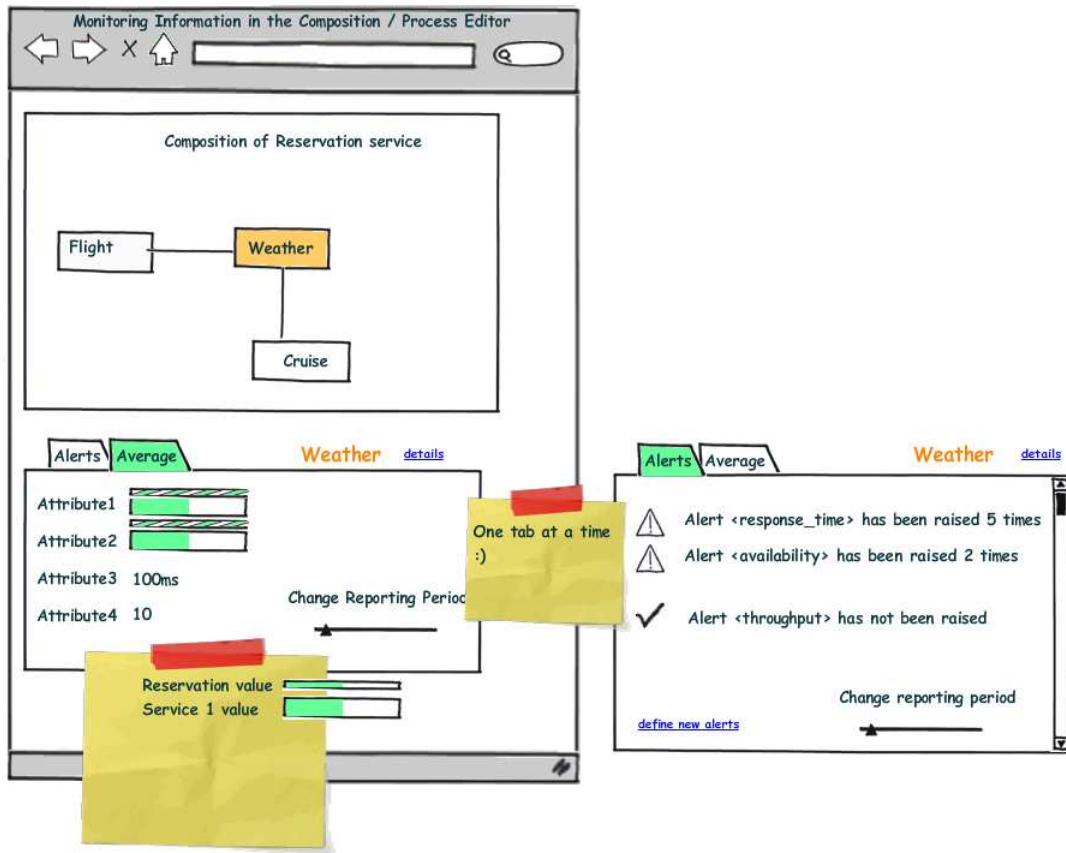 Monitoring Information in the Composition / Process Editor
Composition of Reservation service
Flight
Weather
Cruise
Alerts
Average
Weather
details
Attribute1
Attribute2
Attribute3 100ms
Attribute4 10
Change Reporting Period
One tab at a time
:)
Reservation value
Service 1 value
Alerts
Average
Weather
details
Alert <response_time> has been raised 5 times
Alert <availability> has been raised 2 times
Alert <throughput> has not been raised
Change reporting period
define new alerts